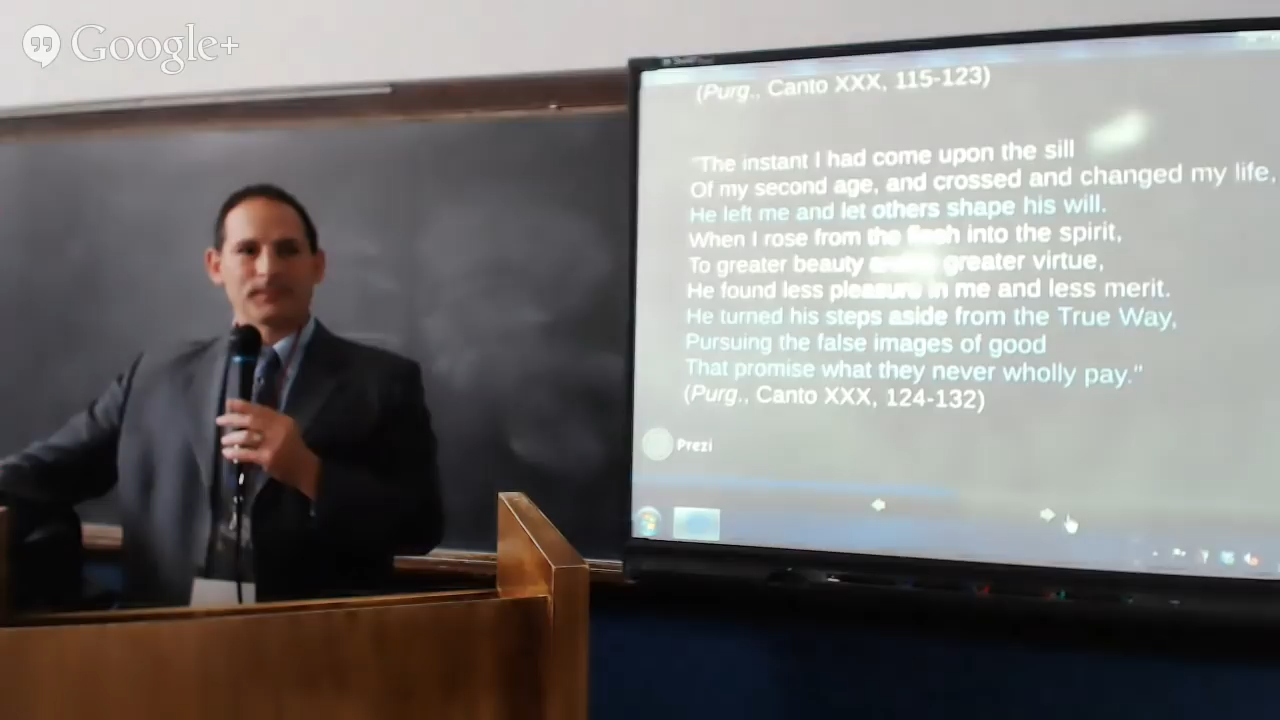 Google+
(Purg., Canto XXX, 115-123)
"The instant I had come upon the sill
Of my second age, and crossed and changed my life,
He left me and let others shape his will.
When I rose from the flesh into the spirit,
To greater beauty and greater virtue,
He found less pleasure in me and less merit.
He turned his steps aside from the True Way,
Pursuing the false images of good
That promise what they never wholly pay."
(Purg., Canto XXX, 124-132)
Prezi